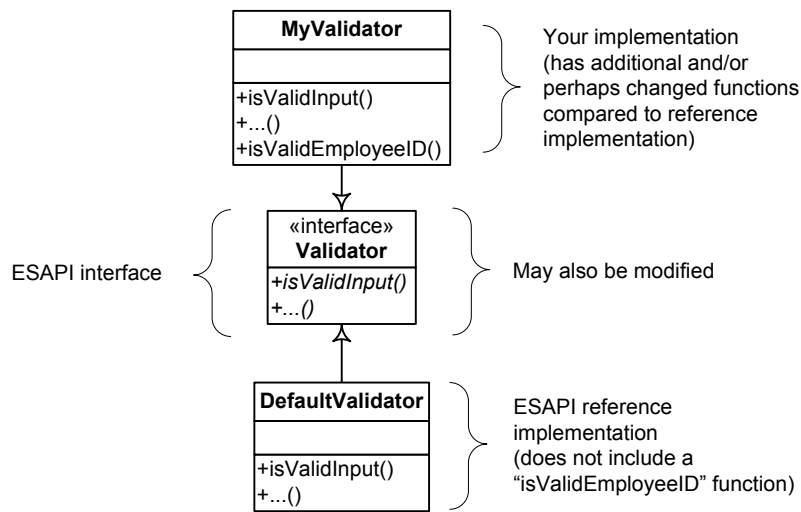 MyValidator
+isValidInput()
+...()
+isValidEmployeeID()
Your implementation
(has additional and/or
perhaps changed functions
compared to reference
implementation)
ESAPI interface
«interface»
Validator
+isValidInput()
+...()
May also be modified
DefaultValidator
+isValidInput()
+...()
ESAPI reference
implementation
(does not include a
“isValidEmployeeID” function)